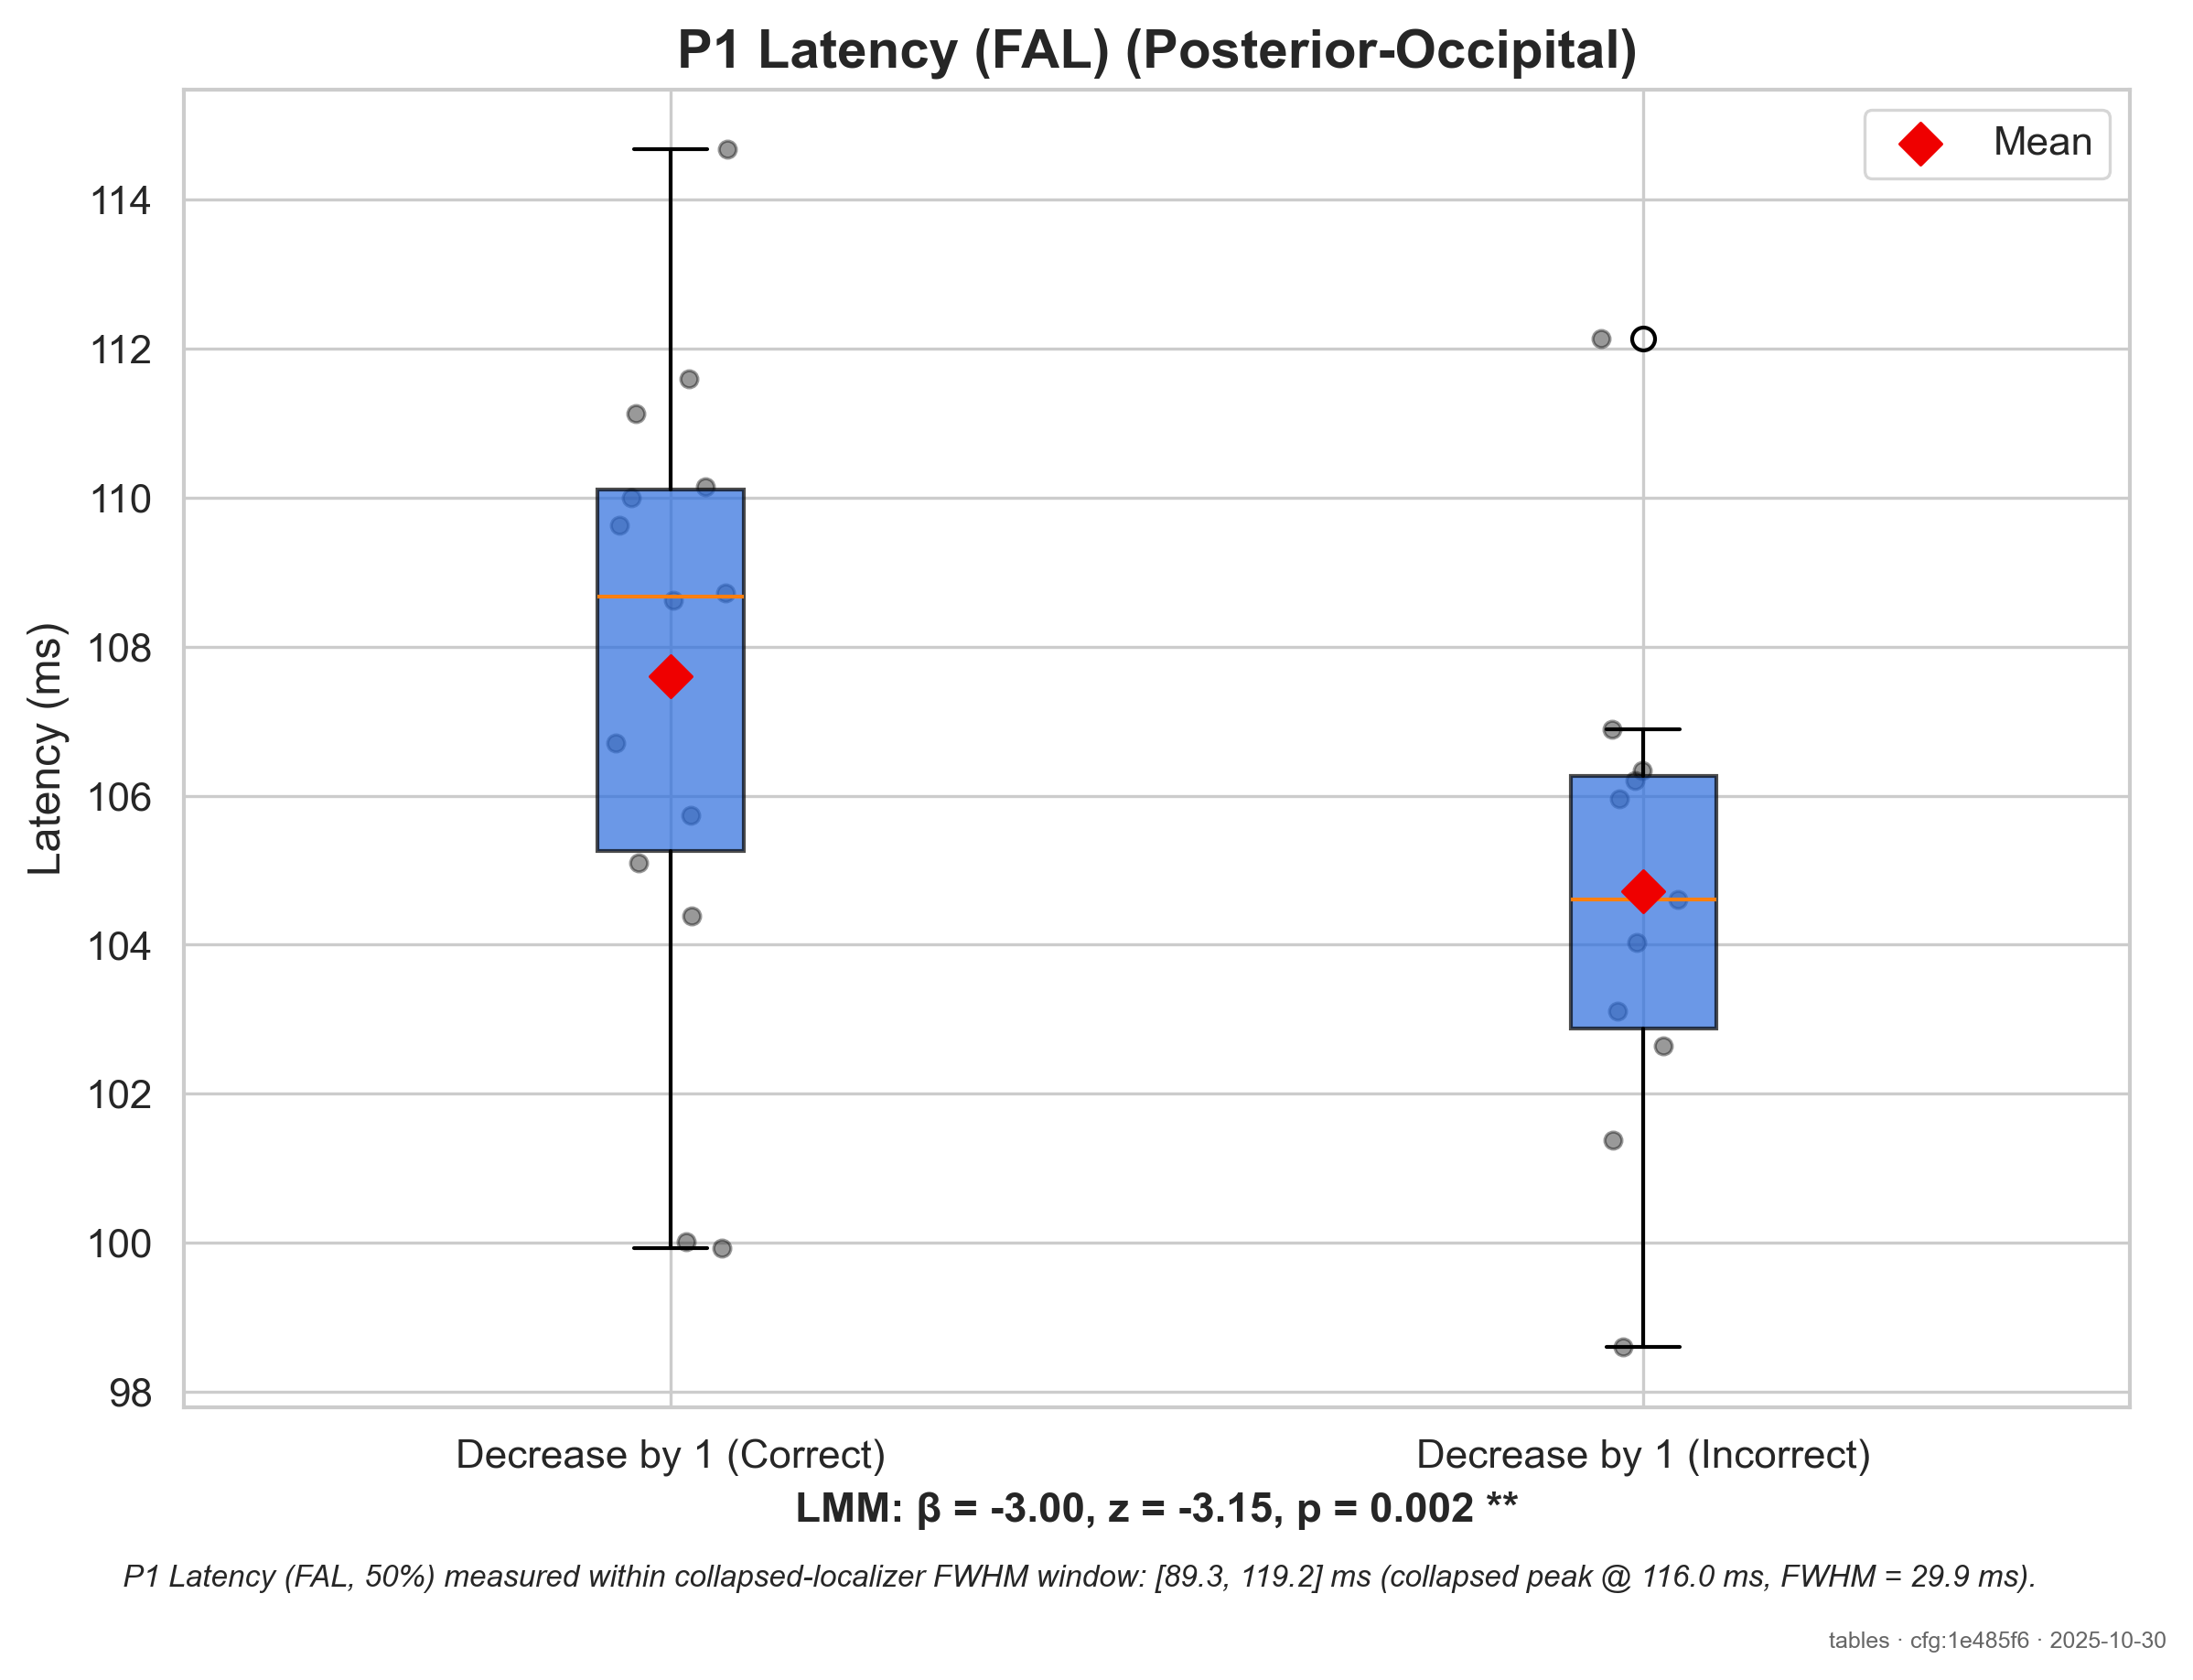 P1 Latency (FAL) (Posterior-Occipital)
Mean
Latency (ms)
114
112
110
108
106
104
102
100
98
Decrease by 1 (Correct)
Decrease by 1 (Incorrect)
LMM: β = -3.00, z = -3.15, p = 0.002 **
P1 Latency (FAL, 50%) measured within collapsed-localizer FWHM window: [89.3, 119.2] ms (collapsed peak @ 116.0 ms, FWHM = 29.9 ms).
tables · cfg:1e485f6 · 2025-10-30